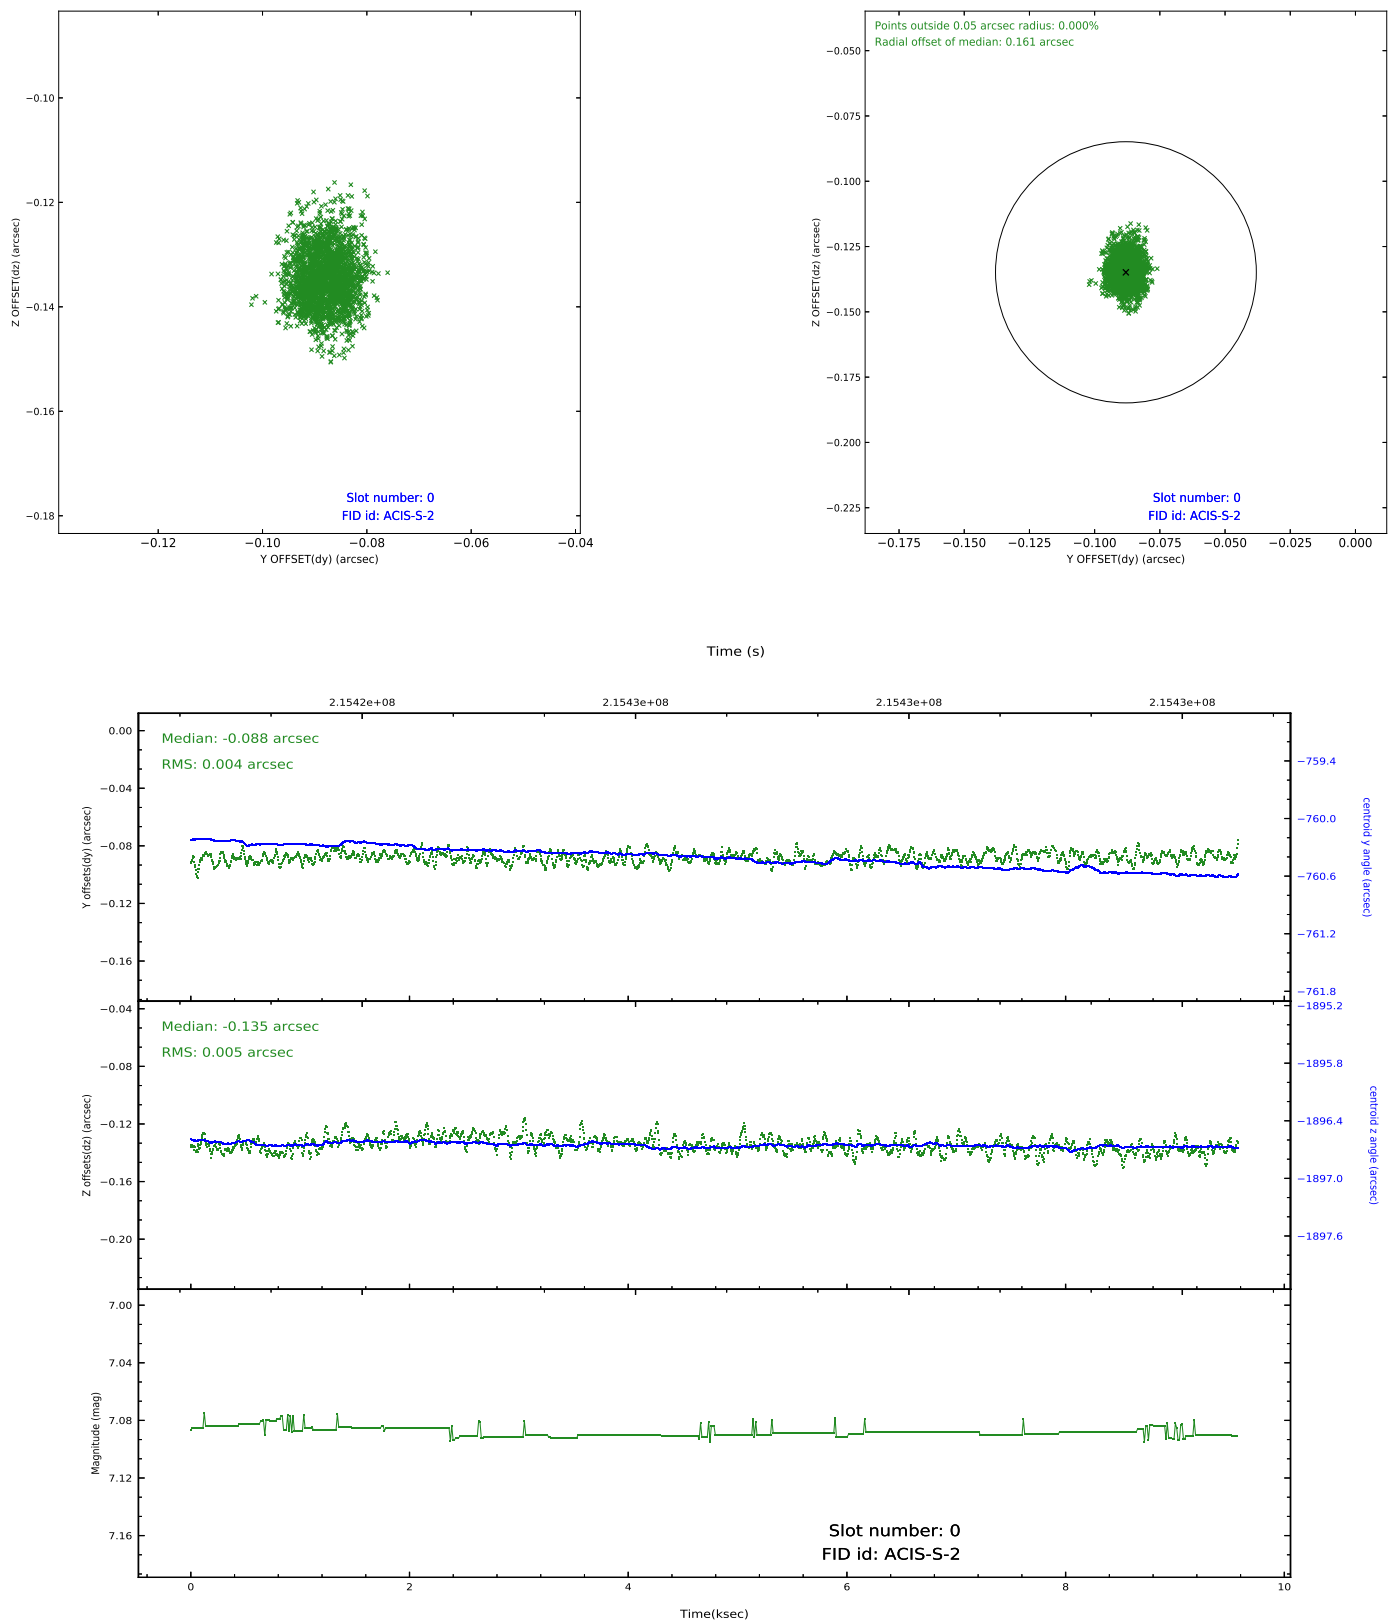 Points outside 0.05 arcsec radius: 0.000%
Radial offset of median: 0.161 arcsec
−0.10
−0.12
−0.14
−0.16
−0.18
Z OFFSET(dz) (arcsec)
Slot number: 0
FID id: ACIS-S-2
−0.12
−0.10
−0.08
−0.06
−0.04
Y OFFSET(dy) (arcsec)
−0.050
−0.075
−0.100
−0.125
−0.150
−0.175
−0.200
−0.225
Z OFFSET(dz) (arcsec)
Slot number: 0
FID id: ACIS-S-2
−0.175
−0.150
−0.125
−0.100
−0.075
−0.050
−0.025
0.000
Y OFFSET(dy) (arcsec)
Time (s)
2.1542e+08
2.1543e+08
2.1543e+08
2.1543e+08
Median: -0.088 arcsec
RMS: 0.004 arcsec
0.00
−0.04
−0.08
−0.12
−0.16
Y offsets(dy) (arcsec)
−759.4
−760.0
−760.6
−761.2
−761.8
centroid y angle (arcsec)
Median: -0.135 arcsec
RMS: 0.005 arcsec
−0.04
−0.08
−0.12
−0.16
−0.20
Z offsets(dz) (arcsec)
−1895.2
−1895.8
−1896.4
−1897.0
−1897.6
centroid z angle (arcsec)
7.00
7.04
7.08
7.12
7.16
Magnitude (mag)
Slot number: 0
FID id: ACIS-S-2
0
2
4
6
8
10
Time(ksec)